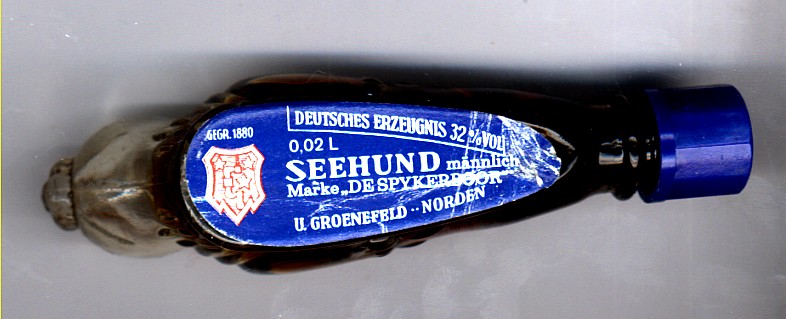 GEGR. 1880
DEUTSCHES ERZEUGNIS 32 % VOL
0,02 L
SEEHUND männlich
Marke „DE SPYKERBOOR"
U. GROENEFELD - NORDEN